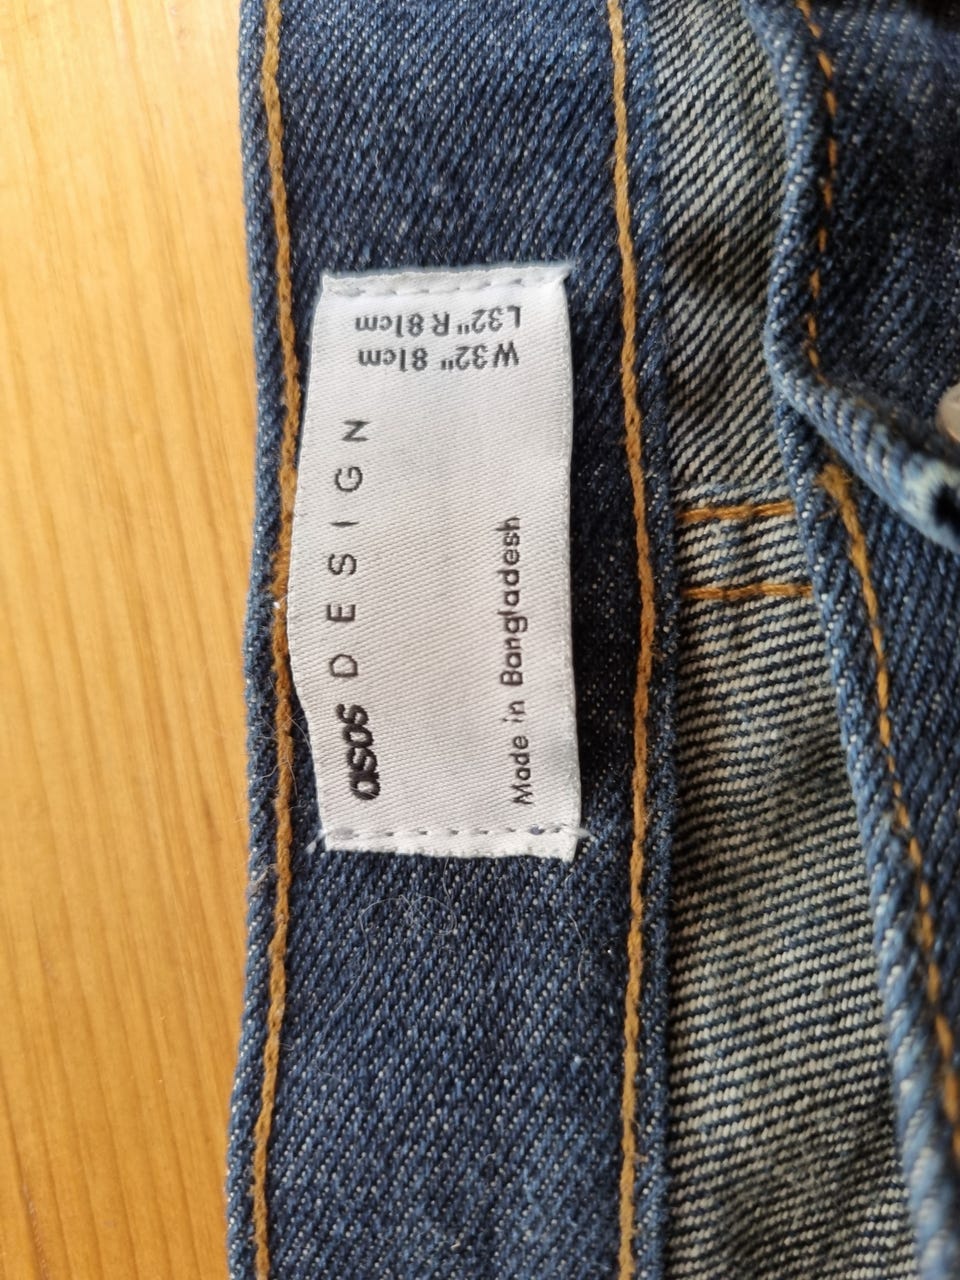 asos DESIGN
Made in Bangladesh
W32" 81cm
L32" R 81cm